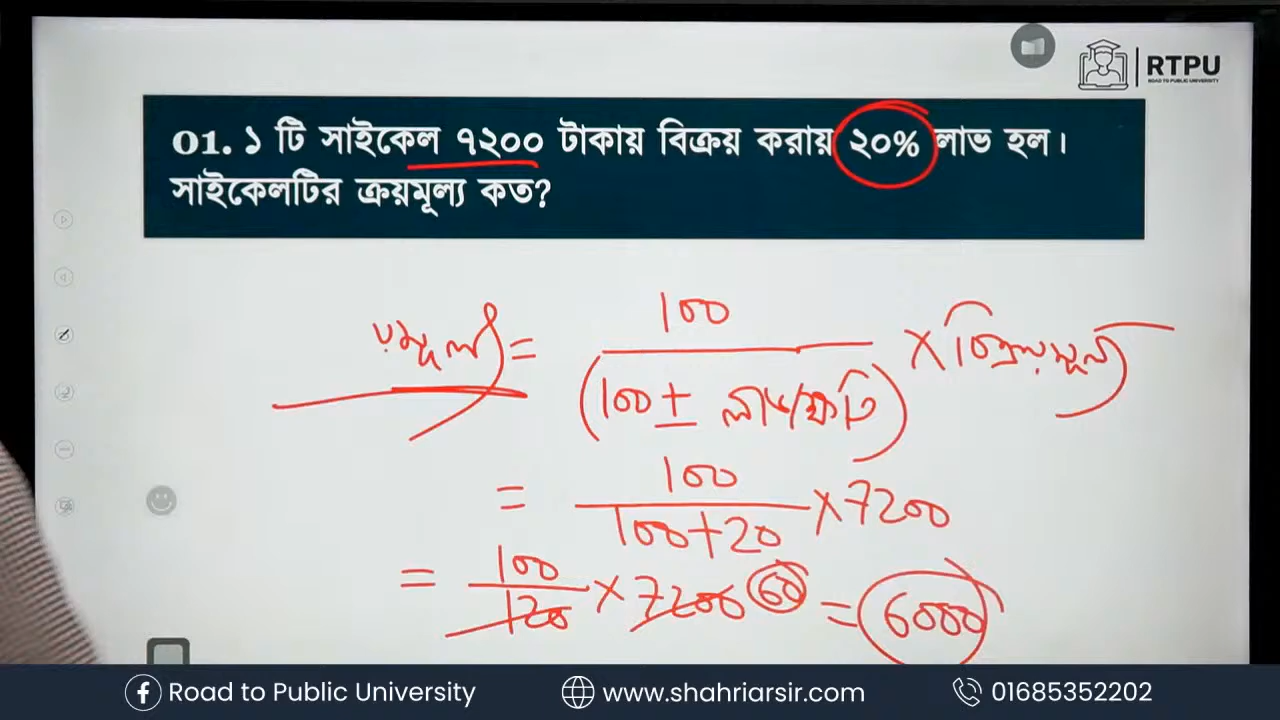 RTPU
ROAD TO PUBLIC UNIVERSITY
01. ১ টি সাইকেল ৭২০০ টাকায় বিক্রয় করায় ২০% লাভ হল।
সাইকেলটির ক্রয়মূল্য কত?
= 100 / (100 ± লাভ/ক্ষতি) × বিক্রয়মূল্য
= 100 / 100+20 × 7200
= 100 / 120 × 7200 60 = 6000
Road to Public University www.shahriarsir.com 01685352202